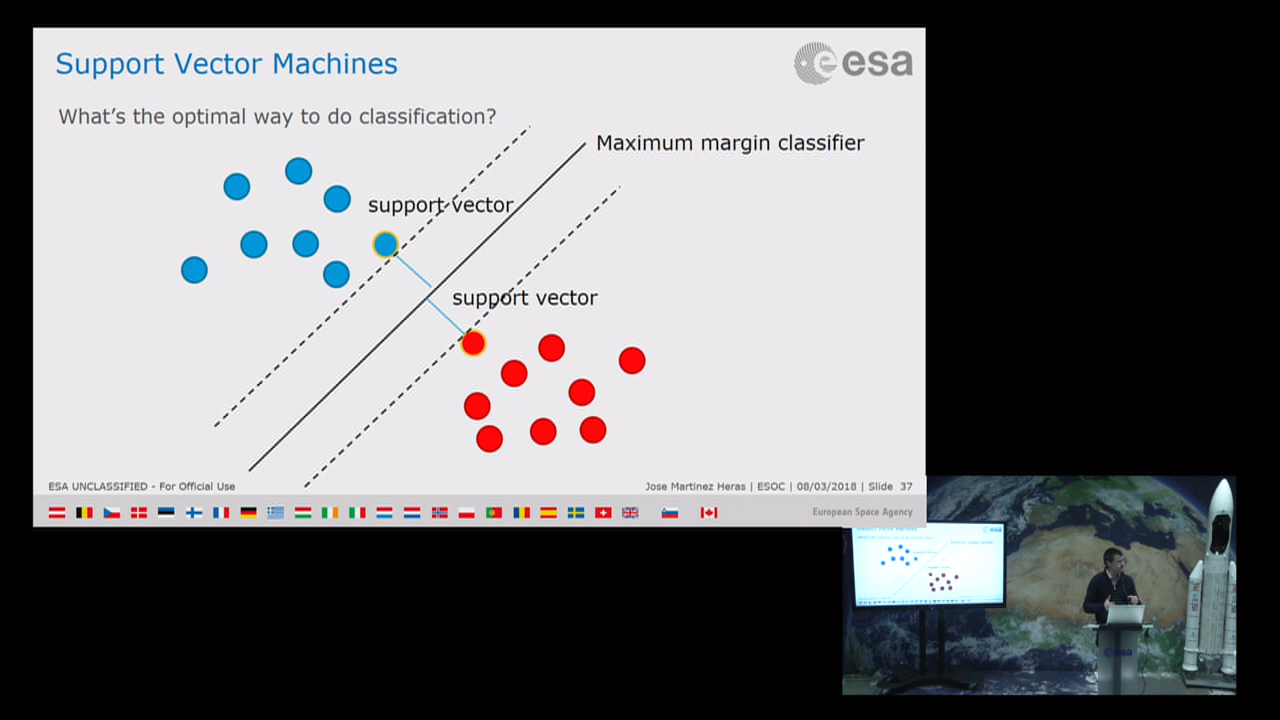 Support Vector Machines
esa
What's the optimal way to do classification?
Maximum margin classifier
support vector
support vector
ESA UNCLASSIFIED - For Official Use
Jose Martinez Heras | ESOC | 08/03/2018 | Slide 37
European Space Agency
esa